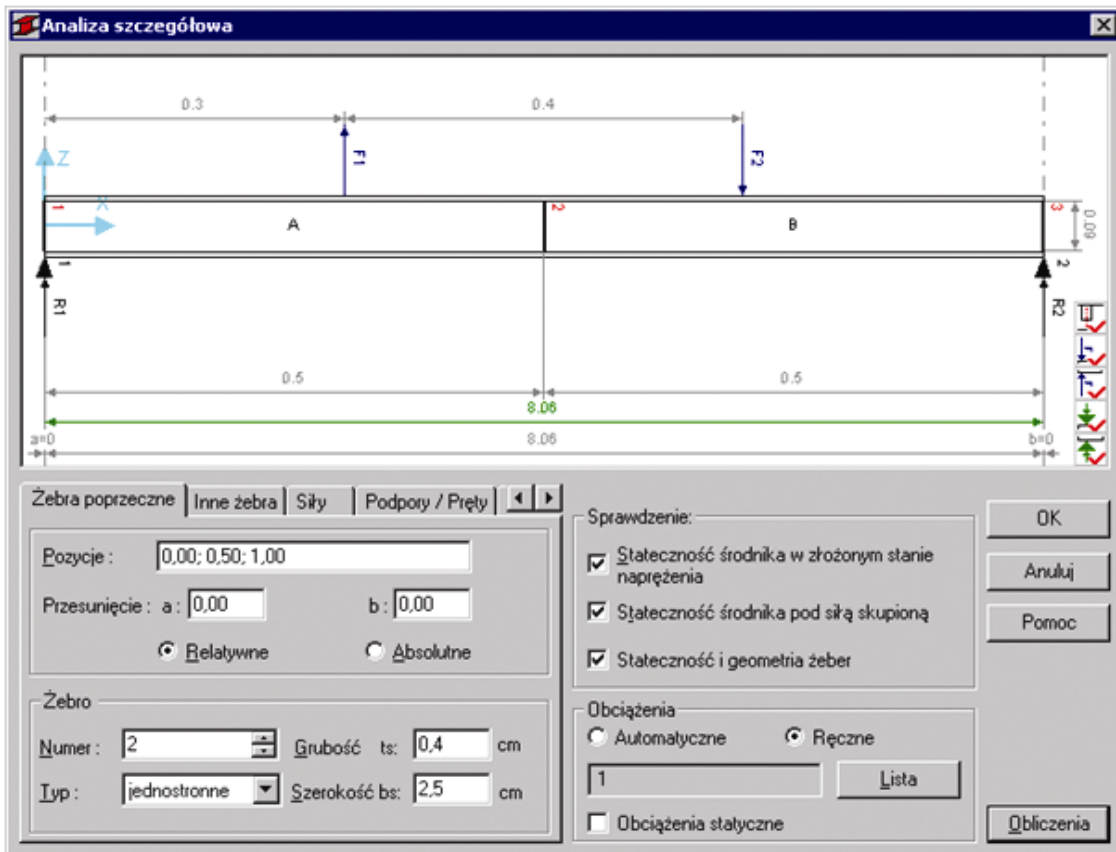 Analiza szczegółowa
0.3
0.4
F1
F2
Z
X
1
2
3
A
B
0.09
1
2
R1
R2
0.5
0.5
8.06
a=0
8.06
b=0
Żebra poprzeczne
Inne żebra
Siły
Podpory / Pręty
Pozycje :
0,00; 0,50; 1,00
Przesunięcie : a :
0,00
b :
0,00
Relatywne
Absolutne
Żebro
Numer :
2
Grubość ts:
0,4
cm
Typ :
jednostronne
Szerokość bs:
2,5
cm
Sprawdzenie:
Stateczność środnika w złożonym stanie
naprężenia
Stateczność środnika pod siłą skupioną
Stateczność i geometria żeber
Obciążenia
Automatyczne
Ręczne
1
Lista
Obciążenia statyczne
OK
Anuluj
Pomoc
Obliczenia